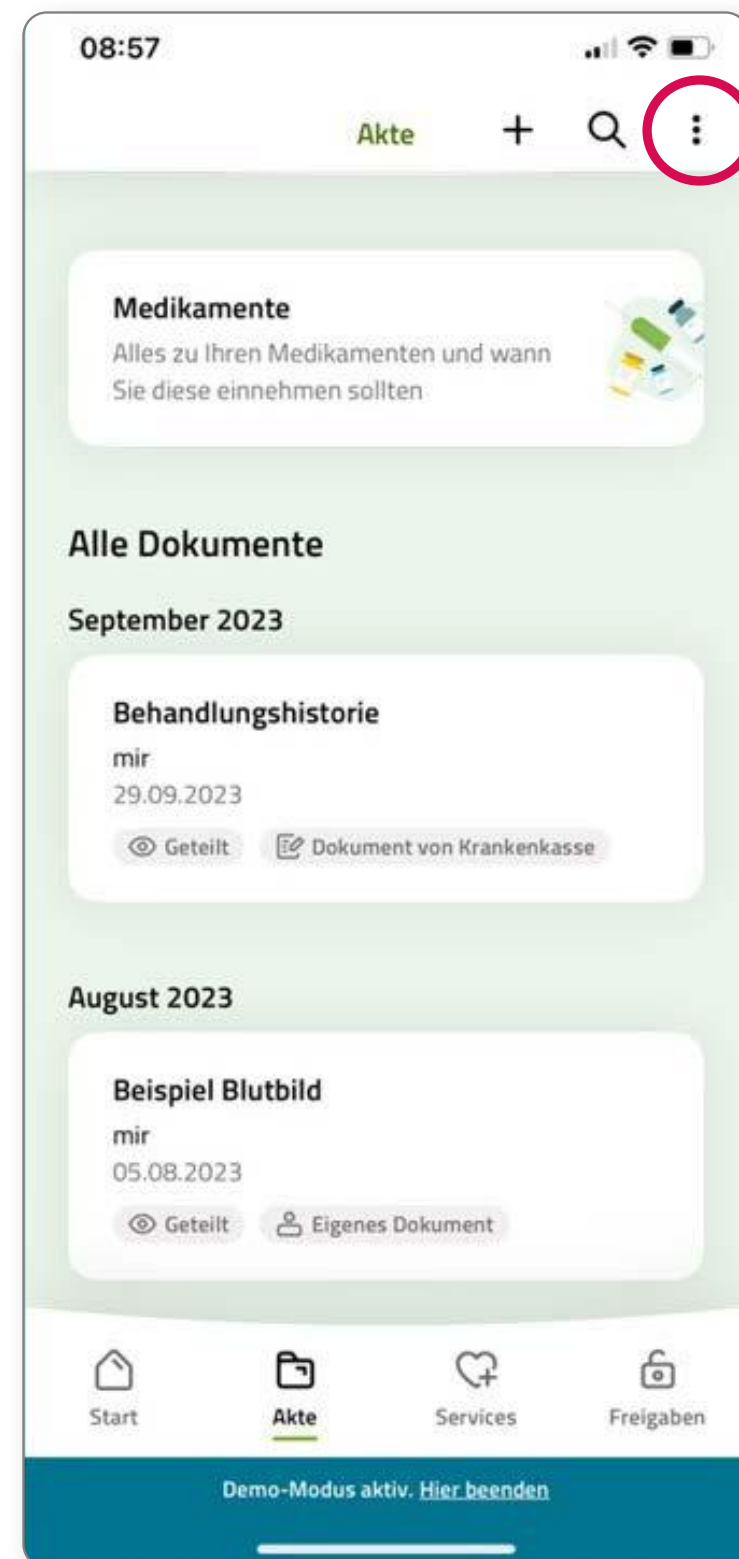 08:57
Akte
Medikamente
Alles zu Ihren Medikamenten und wann
Sie diese einnehmen sollten
Alle Dokumente
September 2023
Behandlungshistorie
mir
29.09.2023
Geteilt Dokument von Krankenkasse
August 2023
Beispiel Blutbild
mir
05.08.2023
Geteilt Eigenes Dokument
Start Akte Services Freigaben
Demo-Modus aktiv. Hier beenden